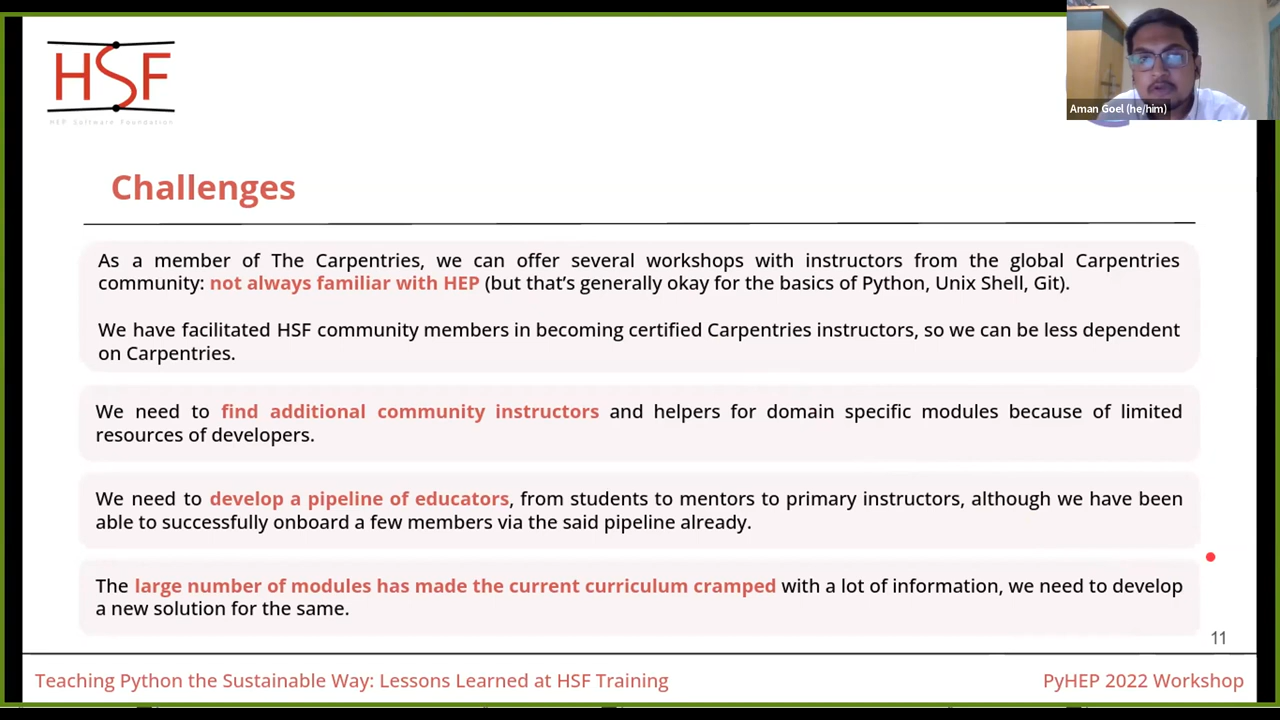 HSF
HEP Software Foundation
Aman Goel (he/him)
Challenges
As a member of The Carpentries, we can offer several workshops with instructors from the global Carpentries
community: not always familiar with HEP (but that’s generally okay for the basics of Python, Unix Shell, Git).
We have facilitated HSF community members in becoming certified Carpentries instructors, so we can be less dependent
on Carpentries.
We need to find additional community instructors and helpers for domain specific modules because of limited
resources of developers.
We need to develop a pipeline of educators, from students to mentors to primary instructors, although we have been
able to successfully onboard a few members via the said pipeline already.
The large number of modules has made the current curriculum cramped with a lot of information, we need to develop
a new solution for the same.
11
Teaching Python the Sustainable Way: Lessons Learned at HSF Training
PyHEP 2022 Workshop